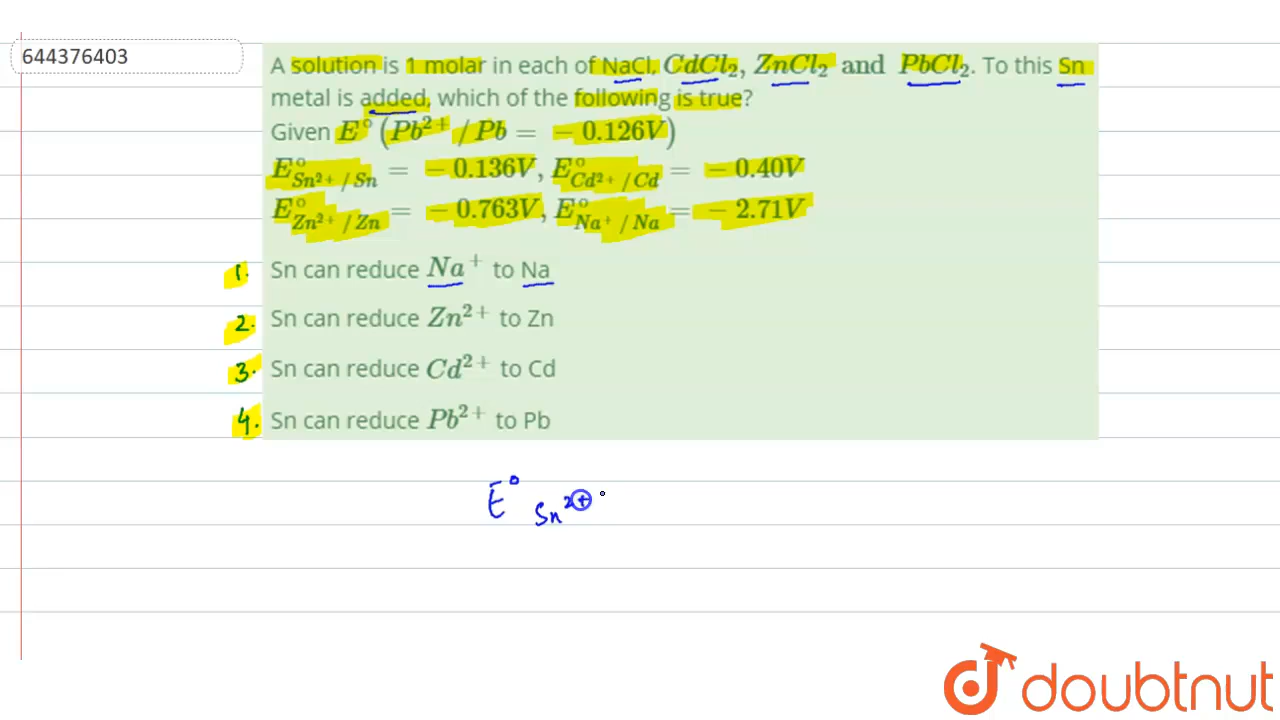 644376403
A solution is 1 molar in each of NaCl, CdCl₂, ZnCl₂ and PbCl₂. To this Sn
metal is added, which of the following is true?
Given E° (Pb²⁺ / Pb = − 0.126V)
E°Sn²⁺/Sn = − 0.136V, E°Cd²⁺/Cd = − 0.40V
E°Zn²⁺/Zn = − 0.763V, E°Na⁺/Na = − 2.71V
1. Sn can reduce Na⁺ to Na
2. Sn can reduce Zn²⁺ to Zn
3. Sn can reduce Cd²⁺ to Cd
4. Sn can reduce Pb²⁺ to Pb
E° Sn²⁺
doubtnut